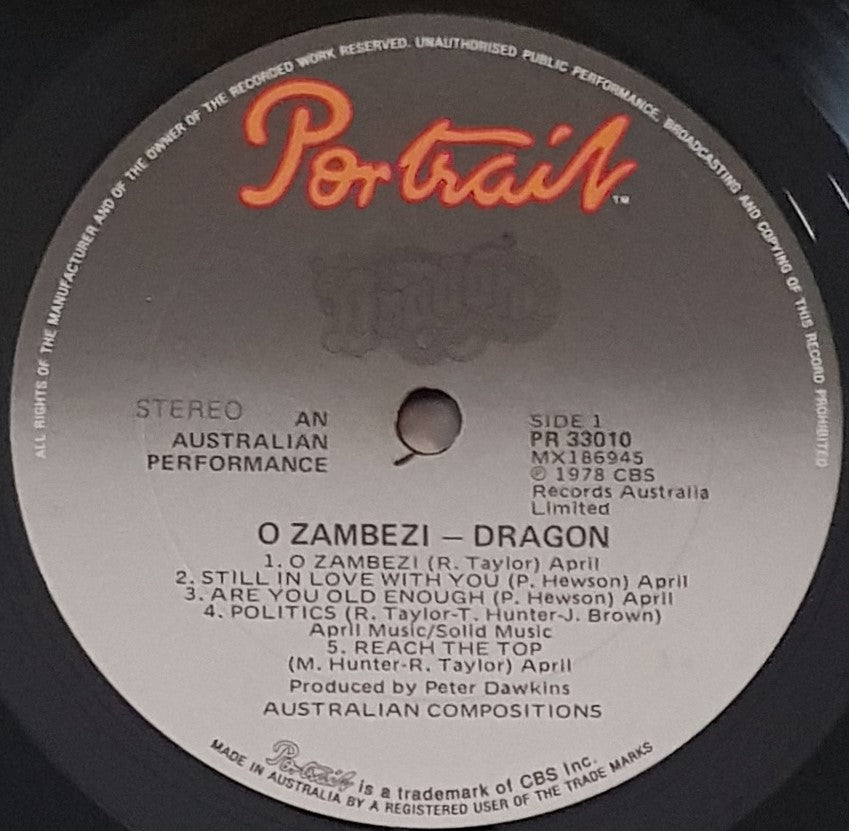 ALL RIGHTS OF THE MANUFACTURER AND OF THE OWNER OF THE RECORDED WORK RESERVED. UNAUTHORISED PUBLIC PERFORMANCE, BROADCASTING AND COPYING OF THIS RECORD PROHIBITED
Portrait™
Dragon
STEREO
AN
AUSTRALIAN
PERFORMANCE
SIDE 1
PR 33010
MX186945
℗ 1978 CBS
Records Australia
Limited
O ZAMBEZI – DRAGON
1. O ZAMBEZI (R. Taylor) April
2. STILL IN LOVE WITH YOU (P. Hewson) April
3. ARE YOU OLD ENOUGH (P. Hewson) April
4. POLITICS (R. Taylor-T. Hunter-J. Brown)
April Music/Solid Music
5. REACH THE TOP
(M. Hunter-R. Taylor) April
Produced by Peter Dawkins
AUSTRALIAN COMPOSITIONS
Portrait is a trademark of CBS Inc.
MADE IN AUSTRALIA BY A REGISTERED USER OF THE TRADE MARKS